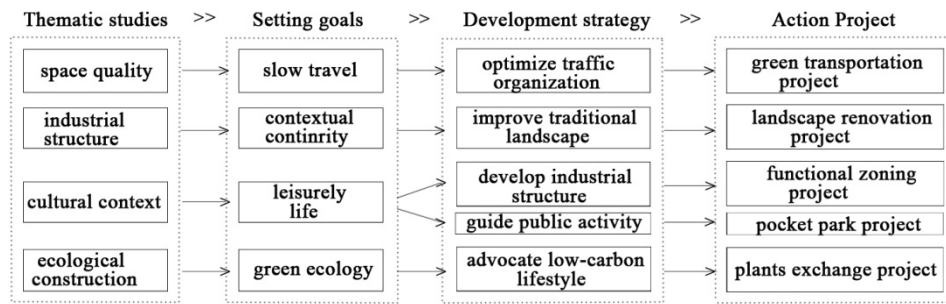 Thematic studies >> Setting goals >> Development strategy >> Action Project
space quality
industrial
structure
cultural context
ecological
construction
slow travel
contextual
continrity
leisurely
life
green ecology
optimize traffic
organization
improve traditional
landscape
develop industrial
structure
guide public activity
advocate low-carbon
lifestyle
green transportation
project
landscape renovation
project
functional zoning
project
pocket park project
plants exchange project